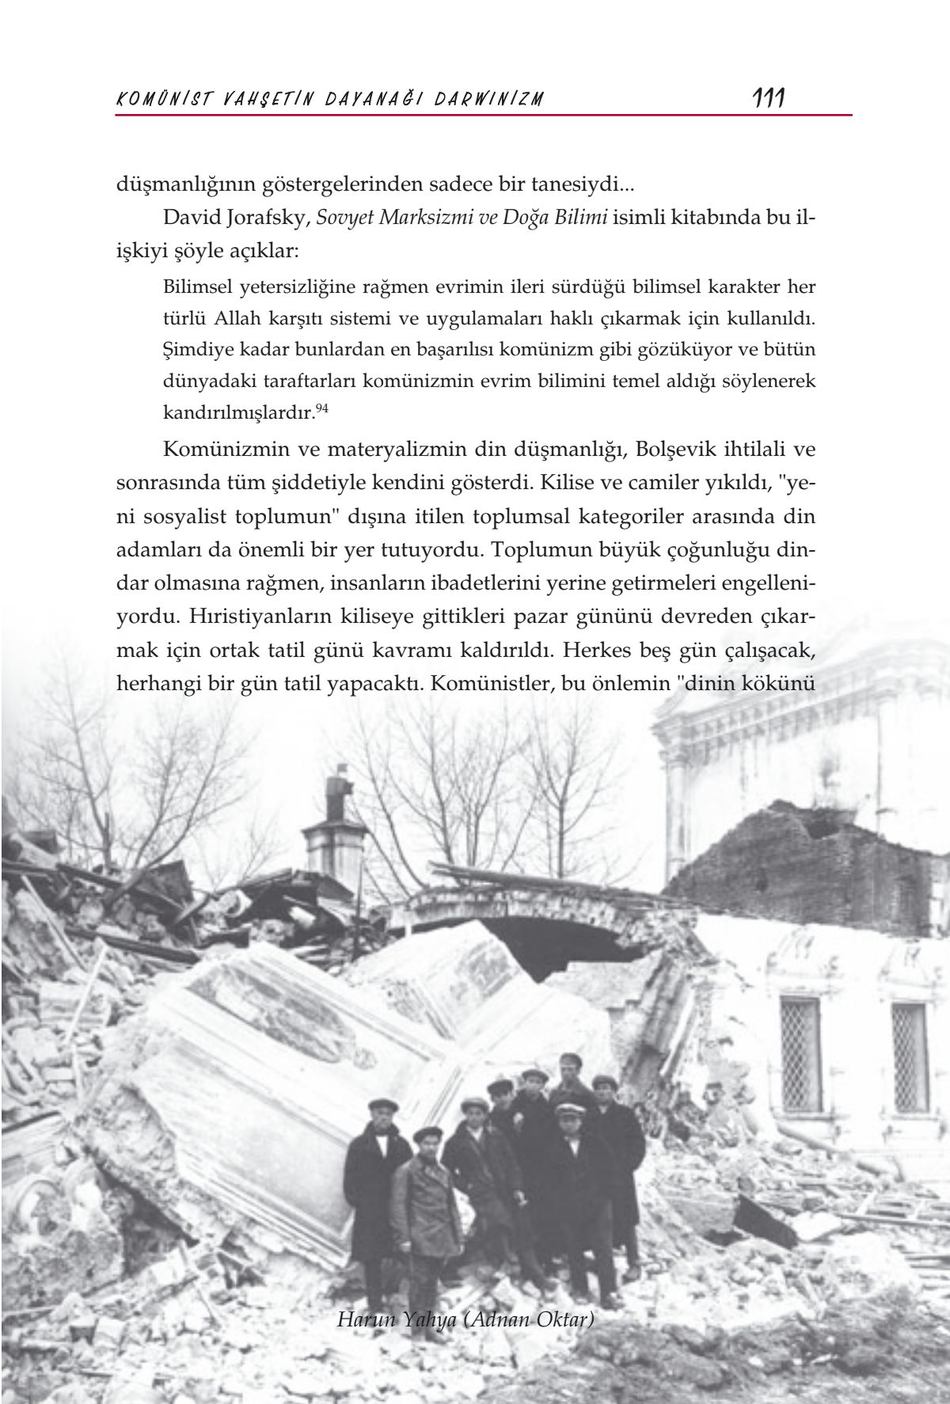 KOMÜNİST VAHŞETİN DAYANAĞI DARWINIZM 111
düşmanlığının göstergelerinden sadece bir tanesiydi...
David Jorafsky, Sovyet Marksizmi ve Doğa Bilimi isimli kitabında bu il-
işkiyi şöyle açıklar:
Bilimsel yetersizliğine rağmen evrimin ileri sürdüğü bilimsel karakter her
türlü Allah karşıtı sistemi ve uygulamaları haklı çıkarmak için kullanıldı.
Şimdiye kadar bunlardan en başarılısı komünizm gibi gözüküyor ve bütün
dünyadaki taraftarları komünizmin evrim bilimini temel aldığı söylenerek
kandırılmışlardır.94
Komünizmin ve materyalizmin din düşmanlığı, Bolşevik ihtilali ve
sonrasında tüm şiddetiyle kendini gösterdi. Kilise ve camiler yıkıldı, "ye-
ni sosyalist toplumun" dışına itilen toplumsal kategoriler arasında din
adamları da önemli bir yer tutuyordu. Toplumun büyük çoğunluğu din-
dar olmasına rağmen, insanların ibadetlerini yerine getirmeleri engelleni-
yordu. Hıristiyanların kiliseye gittikleri pazar gününü devreden çıkar-
mak için ortak tatil günü kavramı kaldırıldı. Herkes beş gün çalışacak,
herhangi bir gün tatil yapacaktı. Komünistler, bu önlemin "dinin kökünü
Harun Yahya (Adnan Oktar)